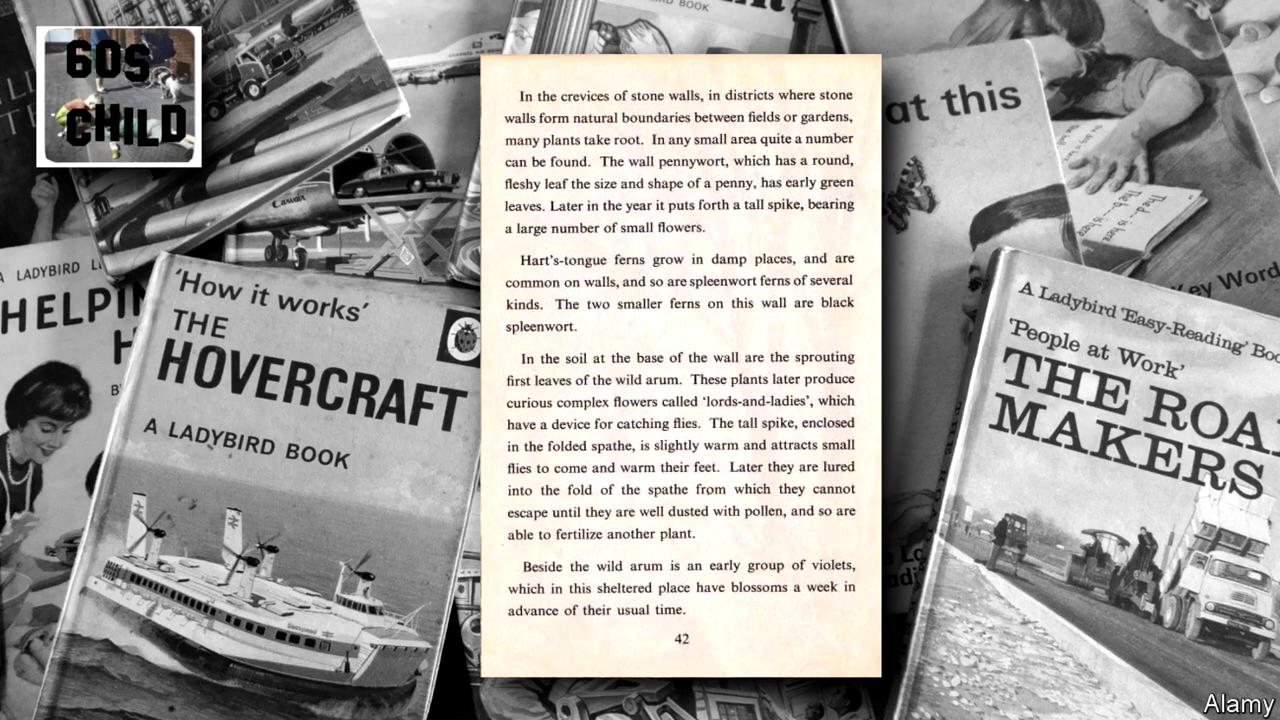 60s
CHILD
BIRD BOOK
In the crevices of stone walls, in districts where stone
walls form natural boundaries between fields or gardens,
many plants take root. In any small area quite a number
can be found. The wall pennywort, which has a round,
fleshy leaf the size and shape of a penny, has early green
leaves. Later in the year it puts forth a tall spike, bearing
a large number of small flowers.
Hart's-tongue ferns grow in damp places, and are
common on walls, and so are spleenwort ferns of several
kinds. The two smaller ferns on this wall are black
spleenwort.
In the soil at the base of the wall are the sprouting
first leaves of the wild arum. These plants later produce
curious complex flowers called 'lords-and-ladies', which
have a device for catching flies. The tall spike, enclosed
in the folded spathe, is slightly warm and attracts small
flies to come and warm their feet. Later they are lured
into the fold of the spathe from which they cannot
escape until they are well dusted with pollen, and so are
able to fertilize another plant.
Beside the wild arum is an early group of violets,
which in this sheltered place have blossoms a week in
advance of their usual time.
42
A LADYBIRD L
HELPIN
H
'How it works'
THE
HOVERCRAFT
A LADYBIRD BOOK
at this
Key Word
A Ladybird 'Easy-Reading' Boo
'People at Work'
THE ROA
MAKERS
Alamy